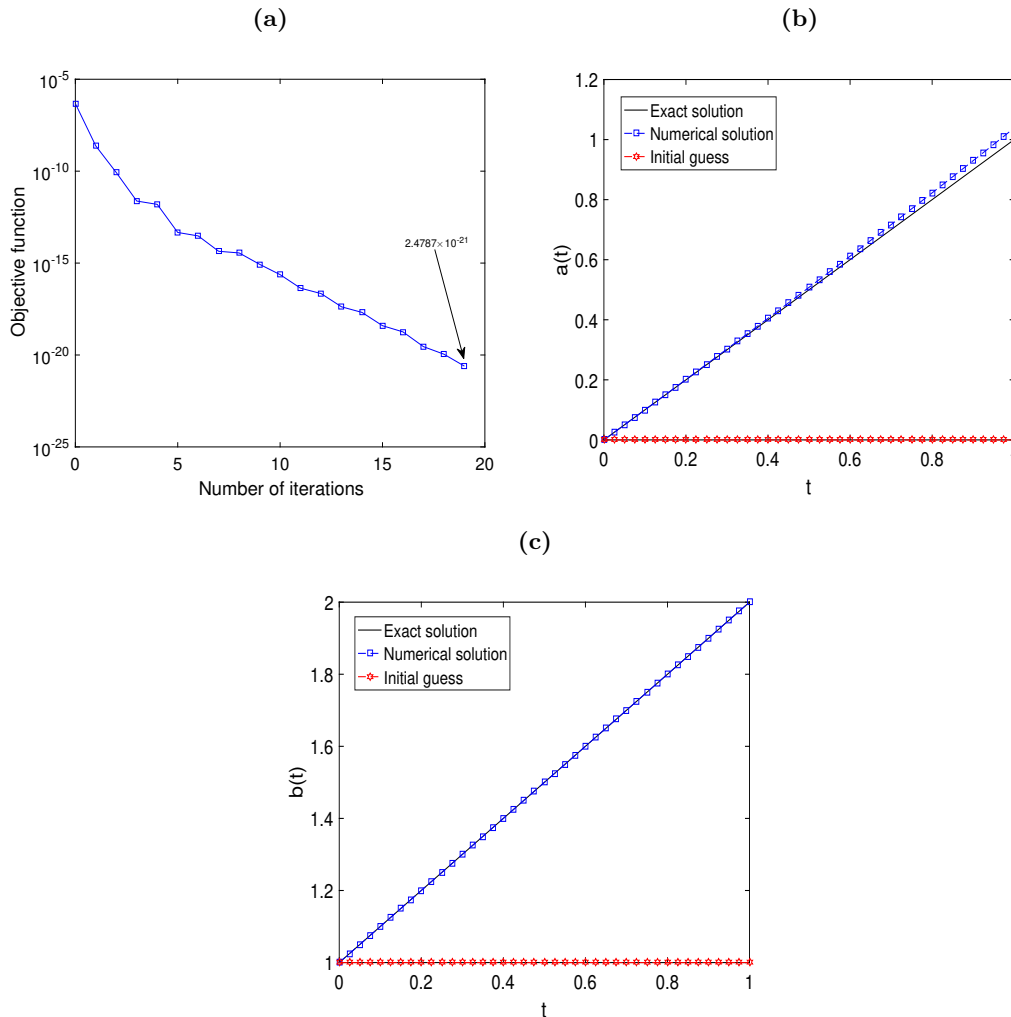 (a)
10^-5
10^-10
10^-15
10^-20
10^-25
Objective function
2.4787×10^-21
0 5 10 15 20
Number of iterations
(b)
1.2
1
0.8
0.6
0.4
0.2
0
a(t)
Exact solution
Numerical solution
Initial guess
0 0.2 0.4 0.6 0.8
t
(c)
2
1.8
1.6
1.4
1.2
1
b(t)
Exact solution
Numerical solution
Initial guess
0 0.2 0.4 0.6 0.8 1
t